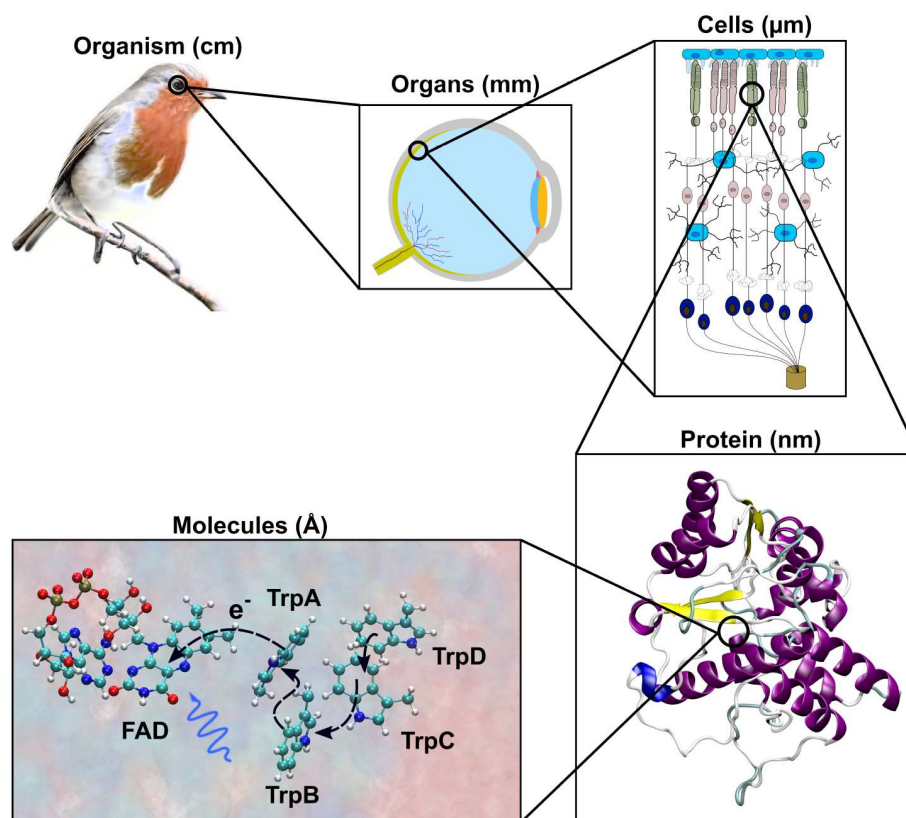 Organism (cm)
Organs (mm)
Cells (µm)
Protein (nm)
Molecules (Å)
e-
TrpA
TrpD
FAD
TrpC
TrpB